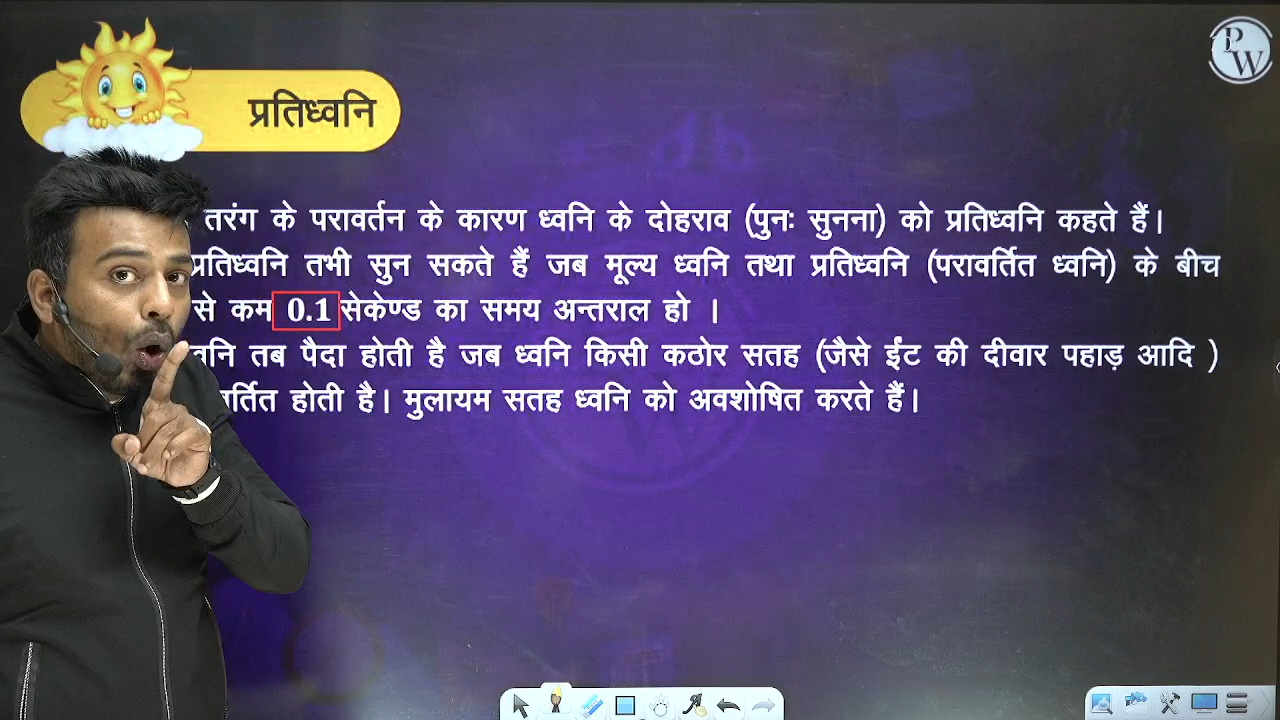 प्रतिध्वनि
PW
तरंग के परावर्तन के कारण ध्वनि के दोहराव (पुनः सुनना) को प्रतिध्वनि कहते हैं।
प्रतिध्वनि तभी सुन सकते हैं जब मूल्य ध्वनि तथा प्रतिध्वनि (परावर्तित ध्वनि) के बीच
से कम 0.1 सेकेण्ड का समय अन्तराल हो ।
तब पैदा होती है जब ध्वनि किसी कठोर सतह (जैसे ईंट की दीवार पहाड़ आदि )
होती है। मुलायम सतह ध्वनि को अवशोषित करते हैं।